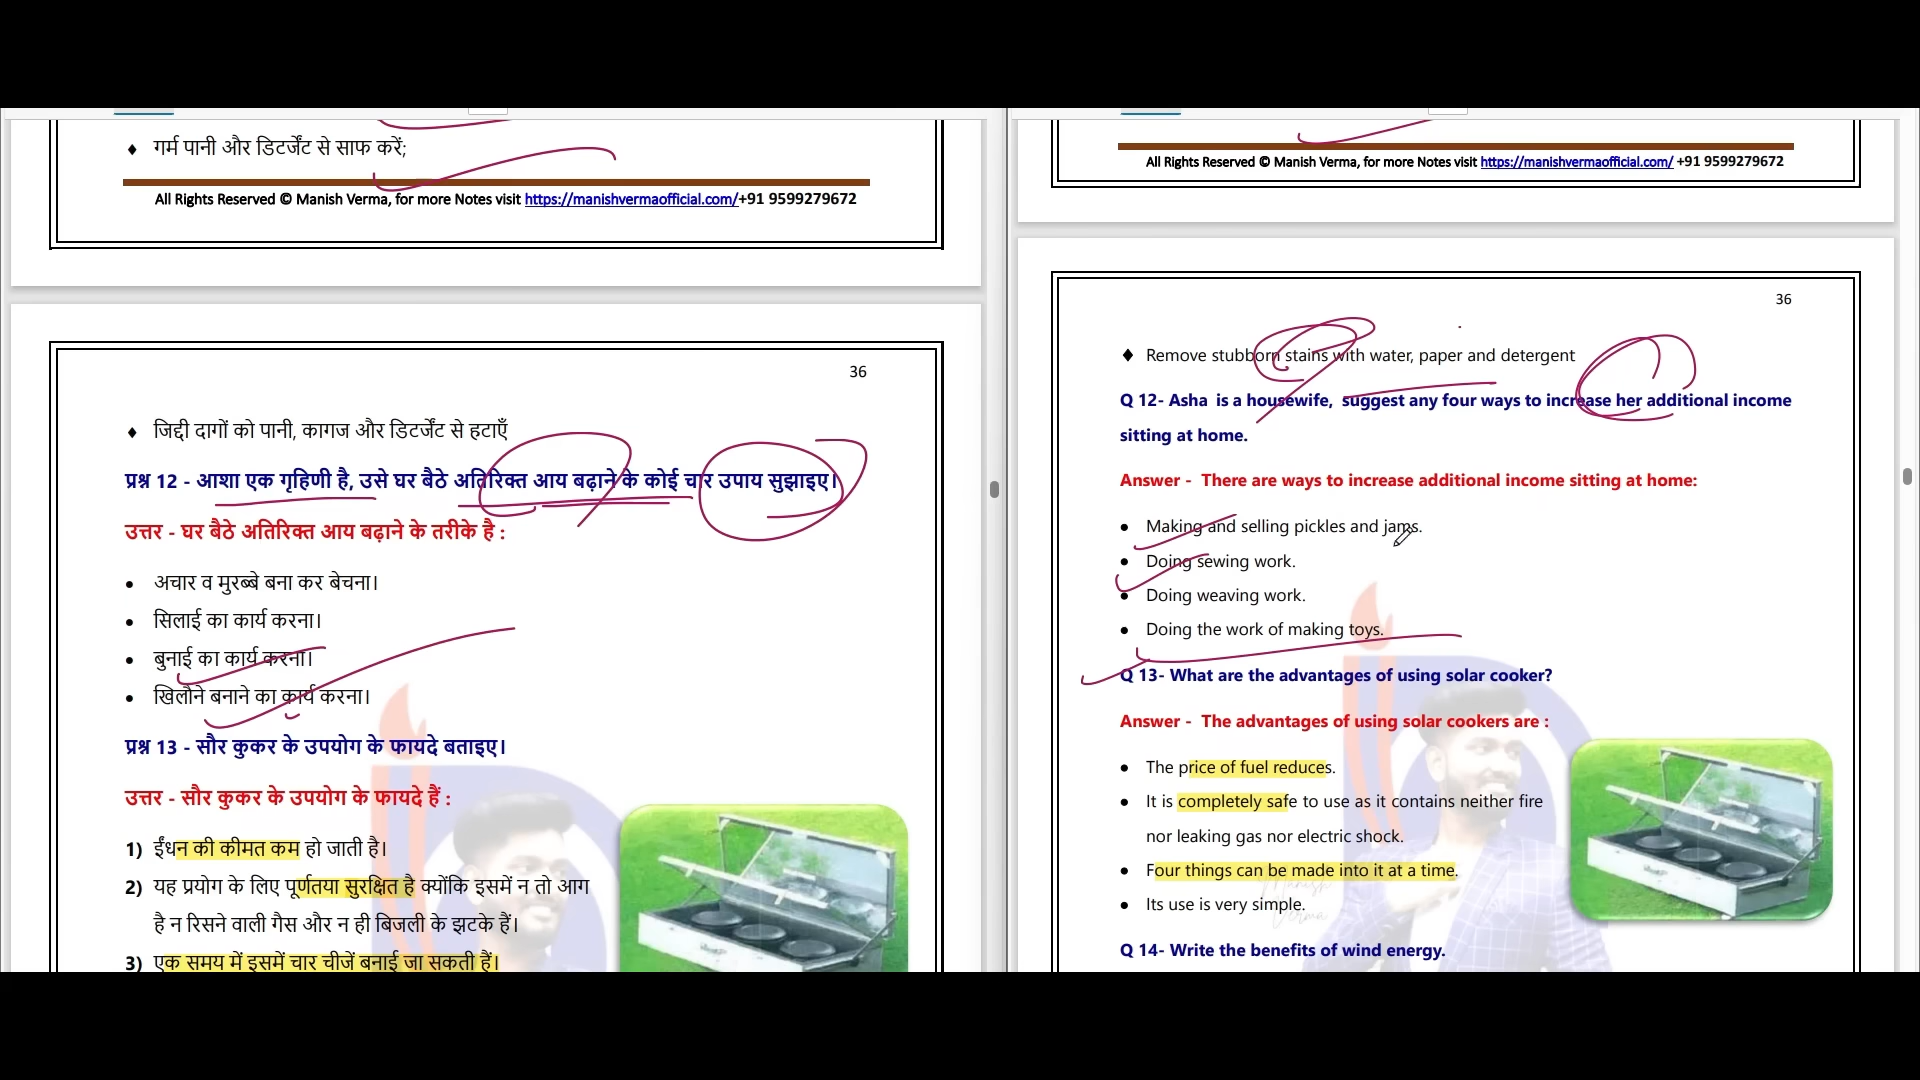 ♦ गर्म पानी और डिटर्जेंट से साफ करें;
All Rights Reserved © Manish Verma, for more Notes visit https://manishvermaofficial.com/+91 9599279672
36
♦ जिद्दी दागों को पानी, कागज और डिटर्जेंट से हटाएँ
प्रश्न 12 - आशा एक गृहिणी है, उसे घर बैठे अतिरिक्त आय बढ़ाने के कोई चार उपाय सुझाइए।
उत्तर - घर बैठे अतिरिक्त आय बढ़ाने के तरीके है :
• अचार व मुरब्बे बना कर बेचना।
• सिलाई का कार्य करना।
• बुनाई का कार्य करना।
• खिलौने बनाने का कार्य करना।
प्रश्न 13 - सौर कुकर के उपयोग के फायदे बताइए।
उत्तर - सौर कुकर के उपयोग के फायदे हैं :
1) ईंधन की कीमत कम हो जाती है।
2) यह प्रयोग के लिए पूर्णतया सुरक्षित है क्योंकि इसमें न तो आग
है न रिसने वाली गैस और न ही बिजली के झटके हैं।
3) एक समय में इसमें चार चीजें बनाई जा सकती हैं।
All Rights Reserved © Manish Verma, for more Notes visit https://manishvermaofficial.com/ +91 9599279672
36
♦ Remove stubborn stains with water, paper and detergent
Q 12- Asha is a housewife, suggest any four ways to increase her additional income
sitting at home.
Answer - There are ways to increase additional income sitting at home:
• Making and selling pickles and jams.
• Doing sewing work.
• Doing weaving work.
• Doing the work of making toys.
Q 13- What are the advantages of using solar cooker?
Answer - The advantages of using solar cookers are :
• The price of fuel reduces.
• It is completely safe to use as it contains neither fire
nor leaking gas nor electric shock.
• Four things can be made into it at a time.
• Its use is very simple.
Manish
Verma
Q 14- Write the benefits of wind energy.